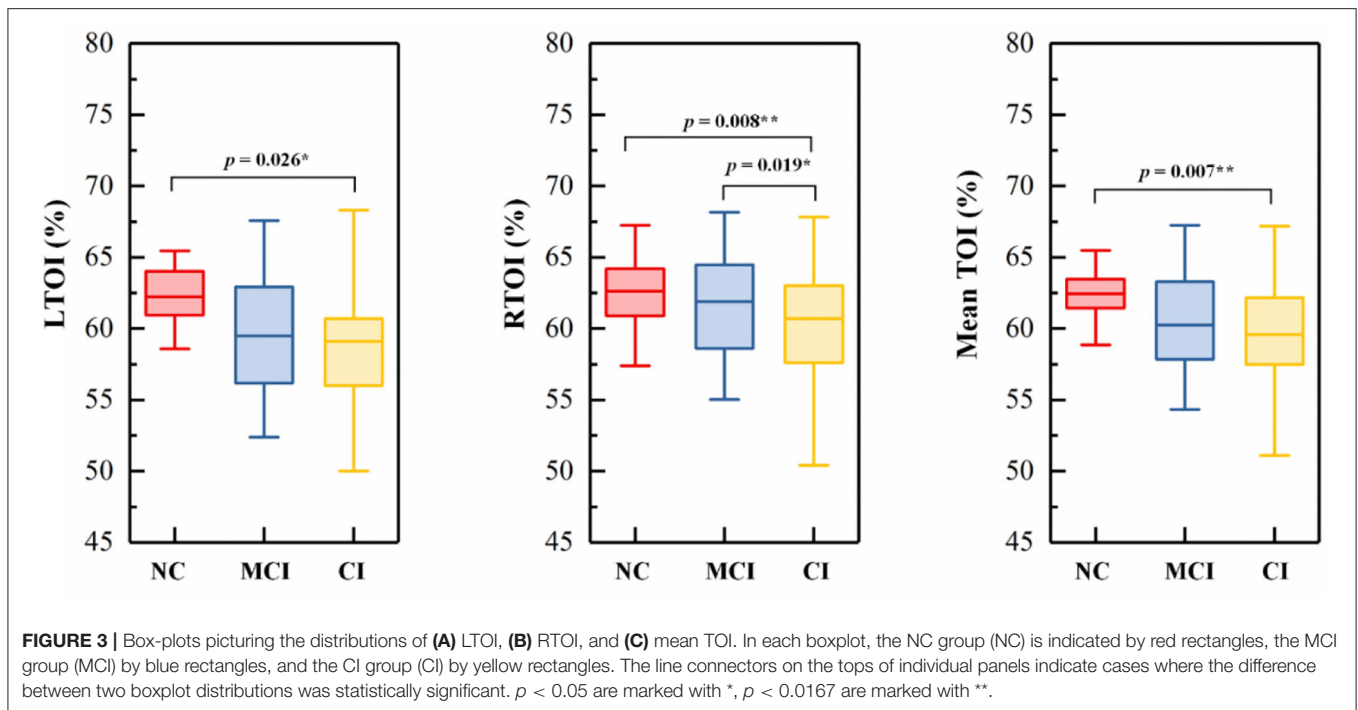 80
75
70
65
60
55
50
45
LTOI (%)
p = 0.026*
NC MCI CI
80
75
70
65
60
55
50
45
RTOI (%)
p = 0.008**
p = 0.019*
NC MCI CI
80
75
70
65
60
55
50
45
Mean TOI (%)
p = 0.007**
NC MCI CI
FIGURE 3 | Box-plots picturing the distributions of (A) LTOI, (B) RTOI, and (C) mean TOI. In each boxplot, the NC group (NC) is indicated by red rectangles, the MCI
group (MCI) by blue rectangles, and the CI group (CI) by yellow rectangles. The line connectors on the tops of individual panels indicate cases where the difference
between two boxplot distributions was statistically significant. p < 0.05 are marked with *, p < 0.0167 are marked with **.